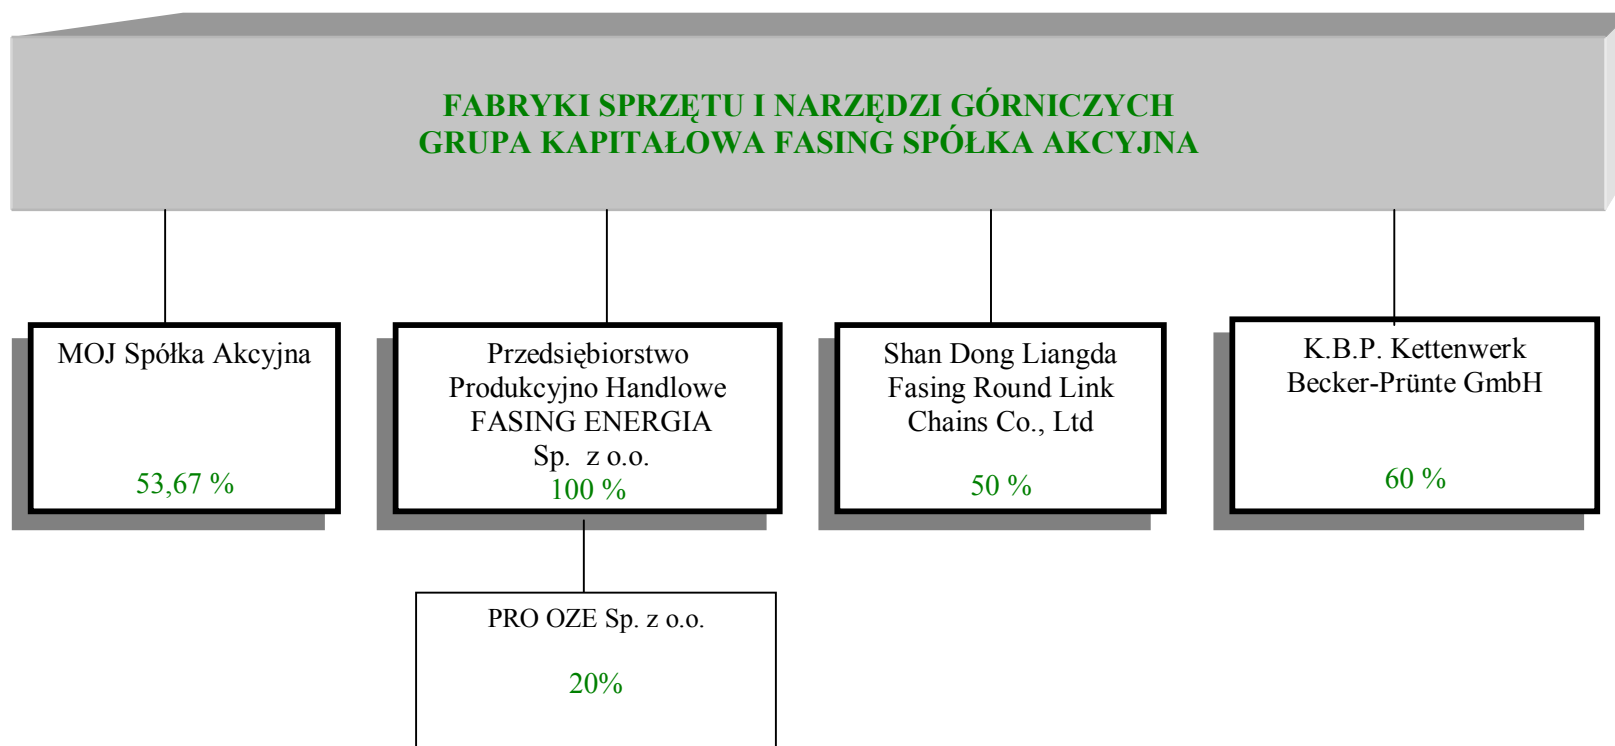 FABRYKI SPRZĘTU I NARZĘDZI GÓRNICZYCH
GRUPA KAPITAŁOWA FASING SPÓŁKA AKCYJNA
MOJ Spółka Akcyjna
53,67 %
Przedsiębiorstwo
Produkcyjno Handlowe
FASING ENERGIA
Sp. z o.o.
100 %
Shan Dong Liangda
Fasing Round Link
Chains Co., Ltd
50 %
K.B.P. Kettenwerk
Becker-Prünte GmbH
60 %
PRO OZE Sp. z o.o.
20%